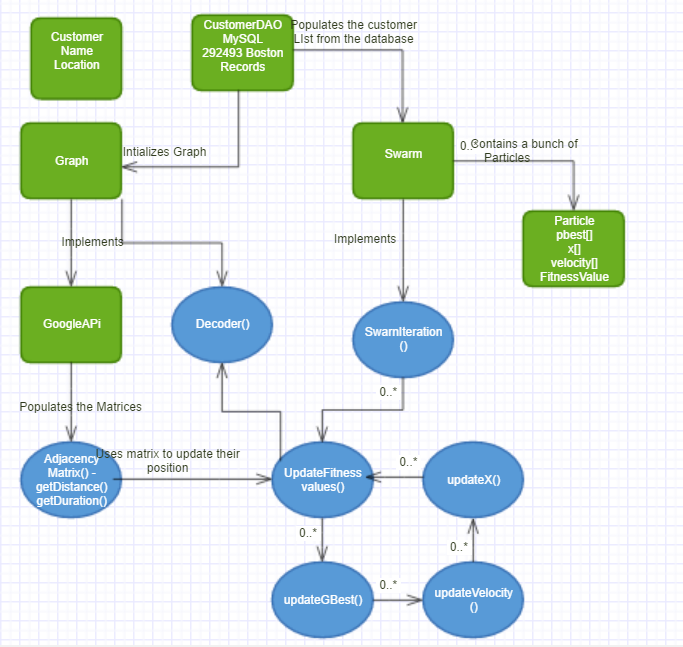 Customer
Name
Location
CustomerDAO
MySQL
292493 Boston
Records
Populates the customer
LIst from the database
Graph
Intializes Graph
Swarm
0..*
Contains a bunch of
Particles
Particle
pbest[]
x[]
velocity[]
FitnessValue
Implements
Implements
GoogleAPi
Decoder()
SwarnIteration
()
Populates the Matrices
0..*
Adjacency
Matrix() -
getDistance()
getDuration()
Uses matrix to update their
position
UpdateFitness
values()
0..*
updateX()
0..*
0..*
updateGBest()
0..*
updateVelocity
()